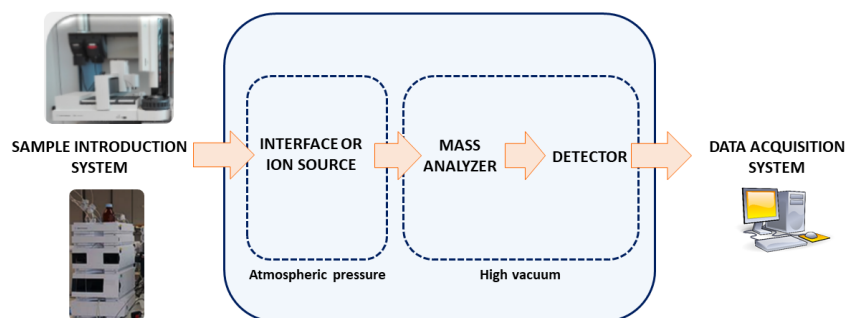 SAMPLE INTRODUCTION
SYSTEM
INTERFACE OR
ION SOURCE
MASS
ANALYZER
DETECTOR
DATA ACQUISITION
SYSTEM
Atmospheric pressure
High vacuum